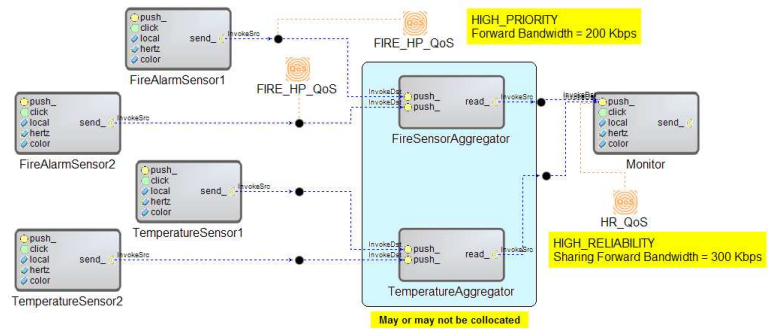 push_
click
local
hertz
color
send_
InvokeSrc
FireAlarmSensor1
QoS
FIRE_HP_QoS
HIGH_PRIORITY
Forward Bandwidth = 200 Kbps
QoS
FIRE_HP_QoS
push_
click
local
hertz
color
send_
InvokeSrc
FireAlarmSensor2
InvokeDst
InvokeDst
push_
push_
read_
InvokeSrc
FireSensorAggregator
InvokeDst
push_
click
local
hertz
color
send_
Monitor
push_
click
local
hertz
color
send_
InvokeSrc
TemperatureSensor1
QoS
HR_QoS
HIGH_RELIABILITY
Sharing Forward Bandwidth = 300 Kbps
push_
click
local
hertz
color
send_
InvokeSrc
TemperatureSensor2
InvokeDst
InvokeDst
push_
push_
read_
InvokeSrc
TemperatureAggregator
May or may not be collocated